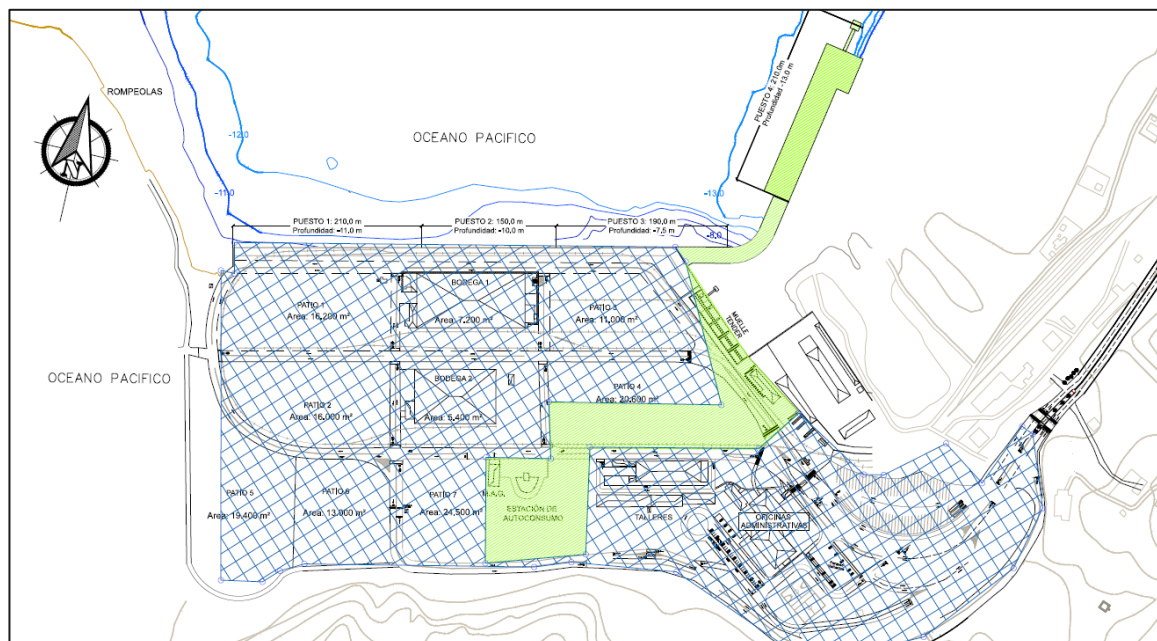 ROMPEOLAS
N
OCEANO PACIFICO
-12,0
-11,0
-13,0
-8,0
PUESTO 4: 210,0m
Profundidad -13,0 m
PUESTO 1: 210,0 m
Profundidad: -11,0 m
PUESTO 2: 150,0 m
Profundidad: -10,0 m
PUESTO 3: 190,0 m
Profundidad: -7,5 m
PATIO 1
Area: 16,200 m²
BODEGA 1
Area: 7,200 m²
PATIO 3
Area: 11,000 m²
MUELLE
TENDER
OCEANO PACIFICO
PATIO 2
Area: 16,000 m²
BODEGA 2
Area: 5,400 m²
PATIO 4
Area: 20,600 m²
PATIO 5
Area: 19,400 m²
PATIO 6
Area: 13,000 m²
PATIO 7
Area: 24,500 m²
M.A.G.
ESTACIÓN DE
AUTOCONSUMO
TALLERES
OFICINAS
ADMINISTRATIVAS